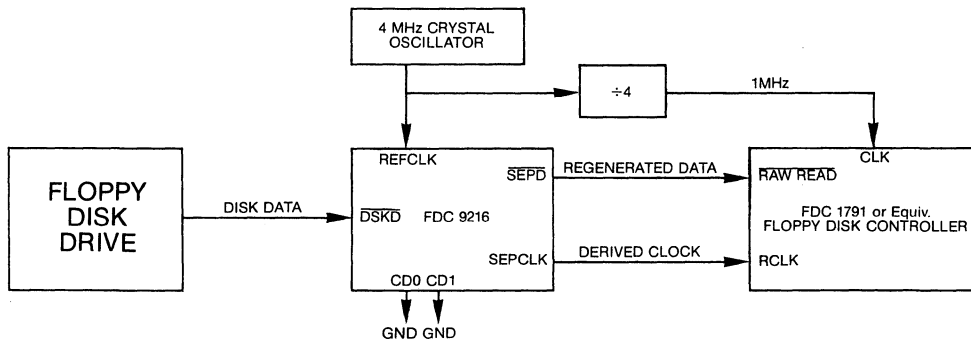 4 MHz CRYSTAL
OSCILLATOR
÷4
1MHz
FLOPPY
DISK
DRIVE
DISK DATA
REFCLK
SEPD
DSKD
FDC 9216
SEPCLK
CD0 CD1
GND GND
REGENERATED DATA
DERIVED CLOCK
CLK
RAW READ
FDC 1791 or Equiv.
FLOPPY DISK CONTROLLER
RCLK